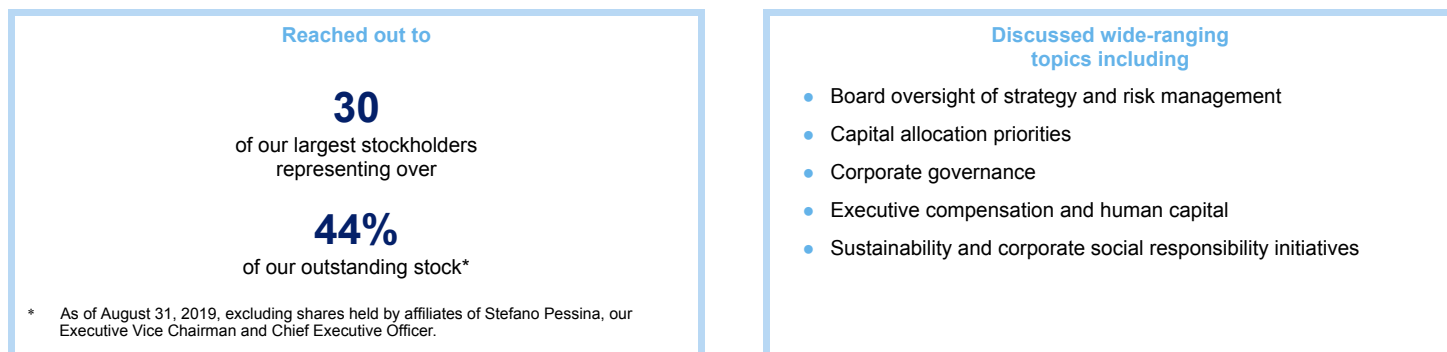 Reached out to
30
of our largest stockholders
representing over
44%
of our outstanding stock*
* As of August 31, 2019, excluding shares held by affiliates of Stefano Pessina, our
Executive Vice Chairman and Chief Executive Officer.
Discussed wide-ranging
topics including
● Board oversight of strategy and risk management
● Capital allocation priorities
● Corporate governance
● Executive compensation and human capital
● Sustainability and corporate social responsibility initiatives